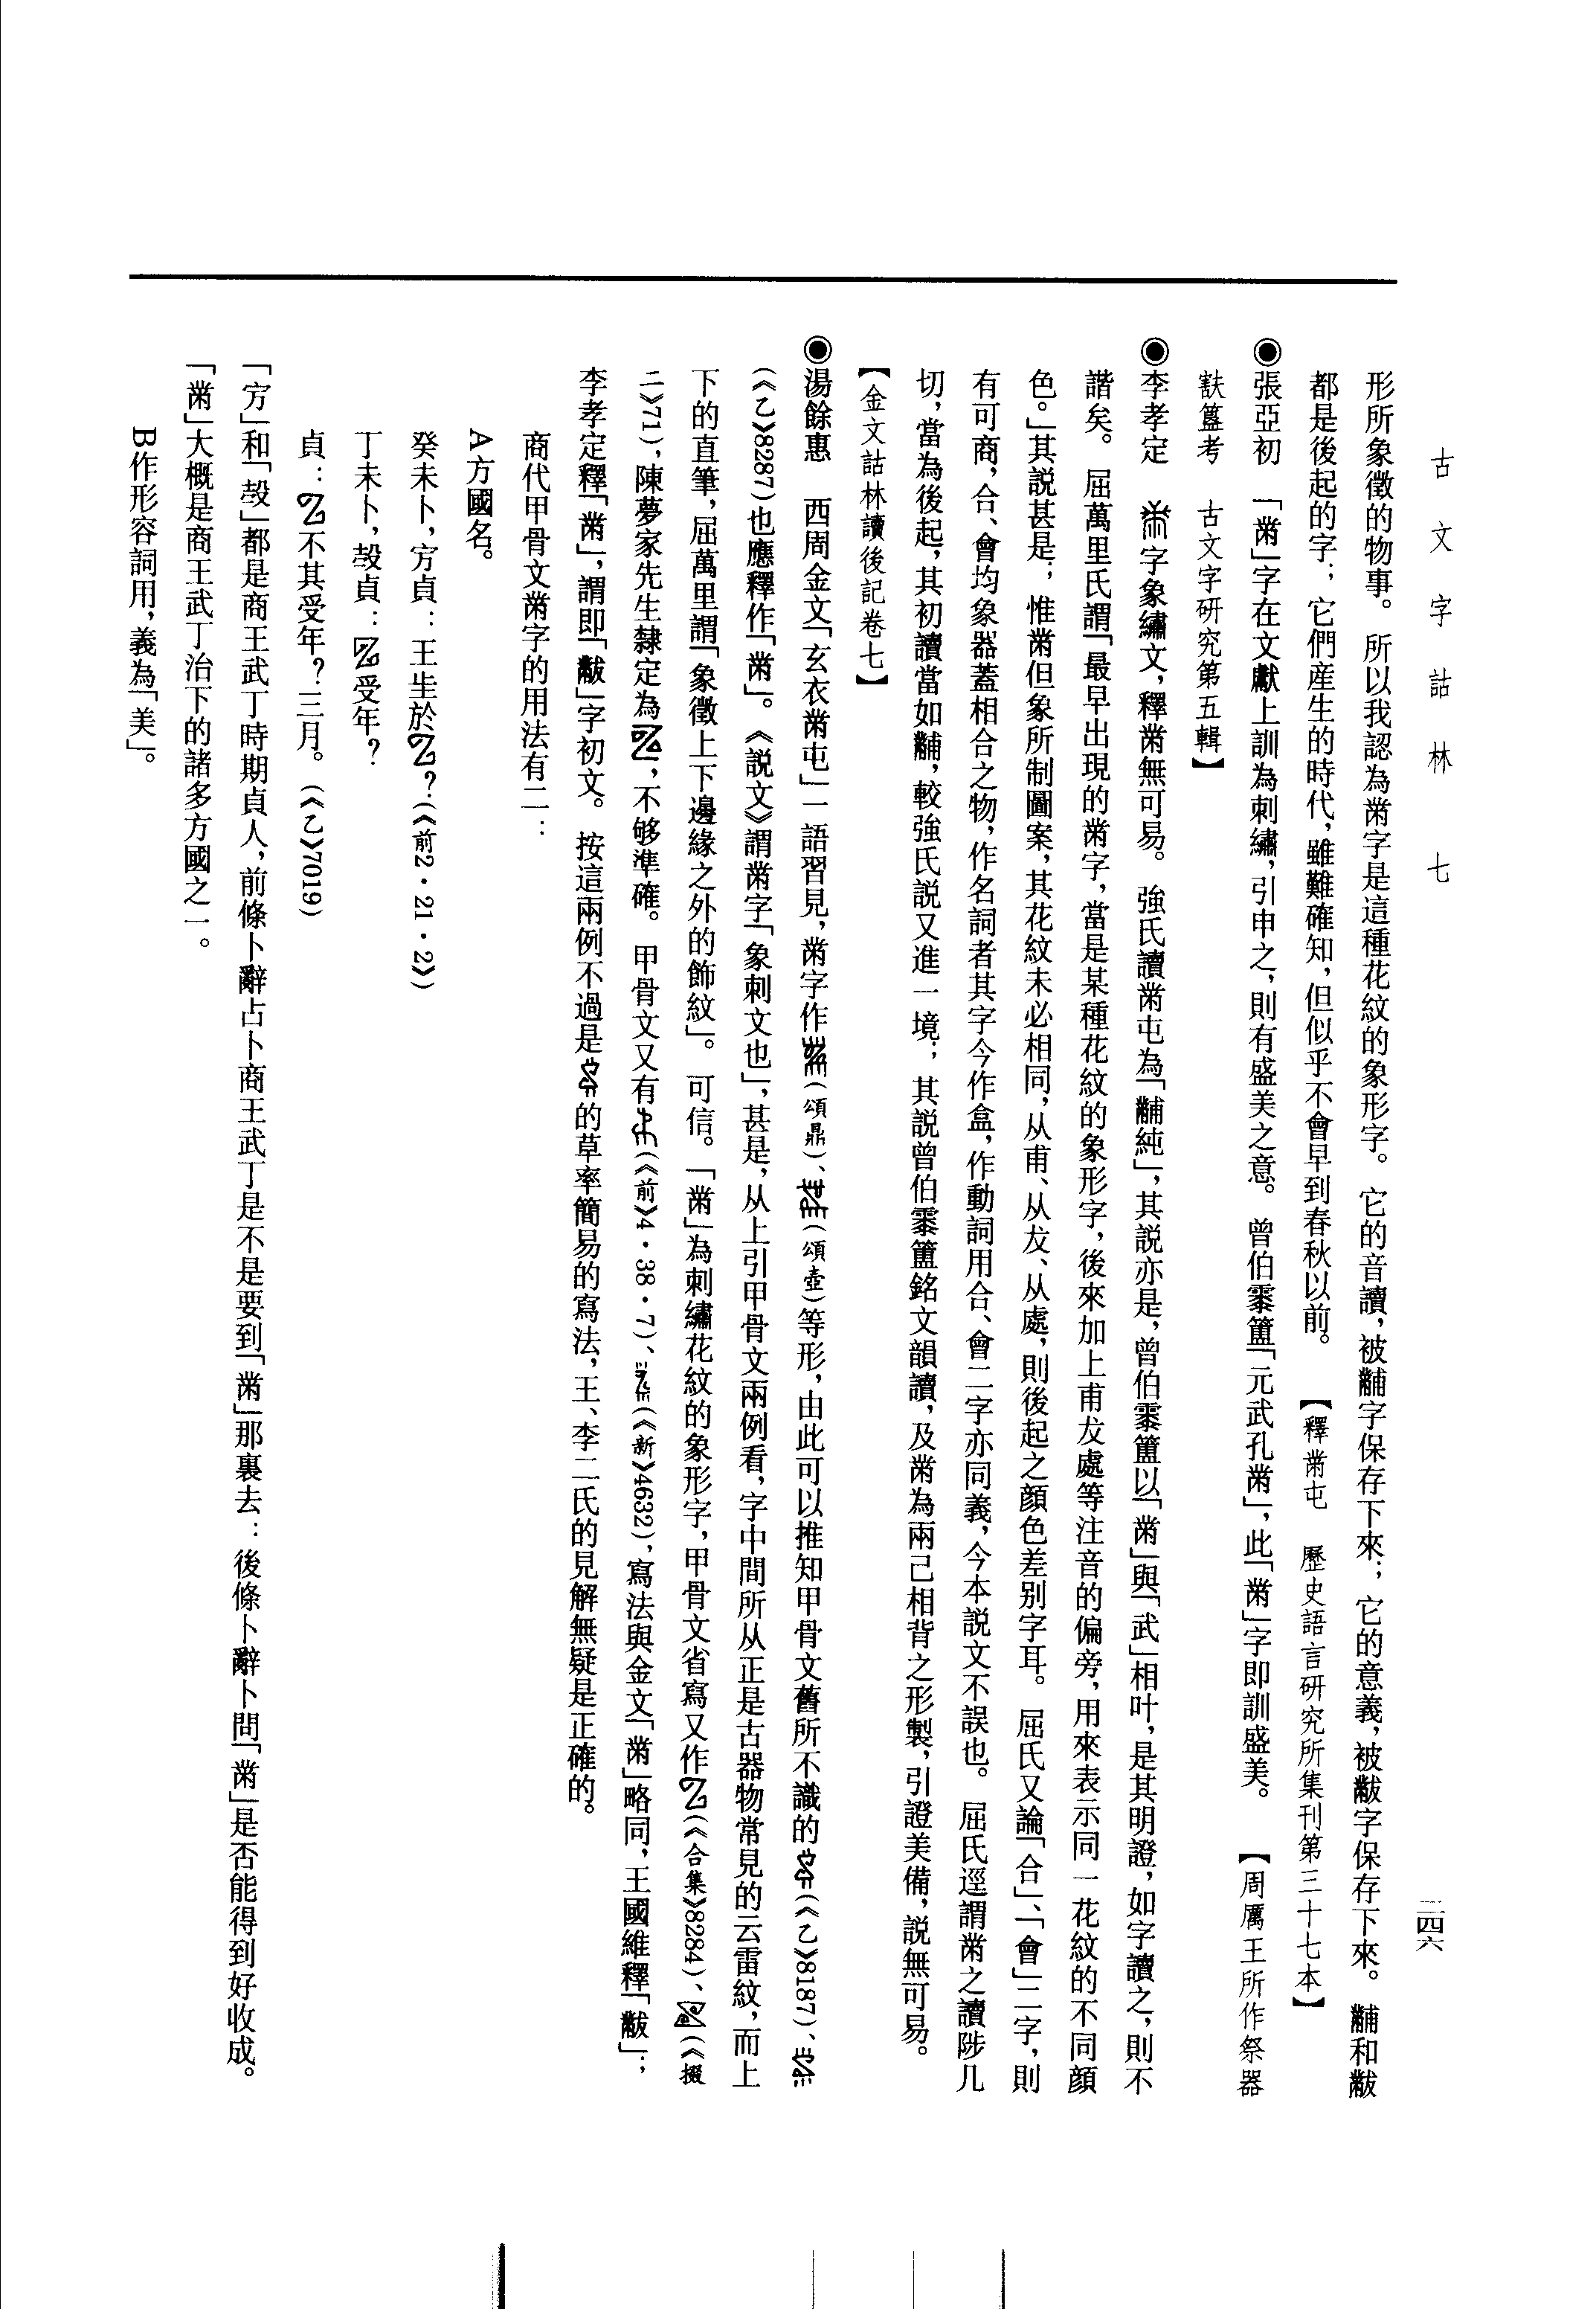 古文字詁林 七
二四六
形所象徵的物事。所以我認為黹字是這種花紋的象形字。它的音讀，被黼字保存下來；它的意義，被黻字保存下來。黼和黻
都是後起的字；它們産生的時代，雖難確知，但似乎不會早到春秋以前。【釋黹屯 歷史語言研究所集刊第三十七本】
◉張亞初 「黹」字在文獻上訓為刺繡，引申之，則有盛美之意。曾伯霥簠「元武孔黹」，此「黹」字即訓盛美。【周厲王所作祭器
㝬簋考 古文字研究第五輯】
◉李孝定 字象繡文，釋黹無可易。強氏讀黹屯為「黼純」，其説亦是，曾伯霥簠以「黹」與「武」相叶，是其明證，如字讀之，則不
諧矣。屈萬里氏謂「最早出現的黹字，當是某種花紋的象形字，後來加上甫犮處等注音的偏旁，用來表示同一花紋的不同顔
色。」其説甚是；惟黹但象所制圖案，其花紋未必相同，从甫、从犮、从處，則後起之顔色差别字耳。屈氏又論「合」、「會」二字，則
有可商，合、會均象器蓋相合之物，作名詞者其字今作盒，作動詞用合、會二字亦同義，今本説文不誤也。屈氏逕謂黹之讀陟几
切，當為後起，其初讀當如黼，較強氏説又進一境；其説曾伯霥簠銘文韻讀，及黹為兩己相背之形製，引證美備，説無可易。
【金文詁林讀後記卷七】
◉湯餘惠 西周金文「玄衣黹屯」一語習見，黹字作（頌鼎）、（頌壺）等形，由此可以推知甲骨文舊所不識的（《乙》8187）、
（《乙》8287）也應釋作「黹」。《説文》謂黹字「象刺文也」，甚是，从上引甲骨文兩例看，字中間所从正是古器物常見的云雷紋，而上
下的直筆，屈萬里謂「象徵上下邊緣之外的飾紋」。可信。「黹」為刺繡花紋的象形字，甲骨文省寫又作（《合集》8284）、（《掇
二》71），陳夢家先生隸定為，不够準確。甲骨文又有（《前》4·38·7）、（《新》4632），寫法與金文「黹」略同，王國維釋「黻」；
李孝定釋「黹」，謂即「黻」字初文。按這兩例不過是的草率簡易的寫法，王、李二氏的見解無疑是正確的。
商代甲骨文黹字的用法有二：
A方國名。
癸未卜，方貞：王㞷於？（《前2·21·2》）
丁未卜，㱿貞：受年？
貞：不其受年？三月。（《乙》7019）
「方」和「㱿」都是商王武丁時期貞人，前條卜辭占卜商王武丁是不是要到「黹」那裏去：後條卜辭卜問「黹」是否能得到好收成。
「黹」大概是商王武丁治下的諸多方國之一。
B作形容詞用，義為「美」。